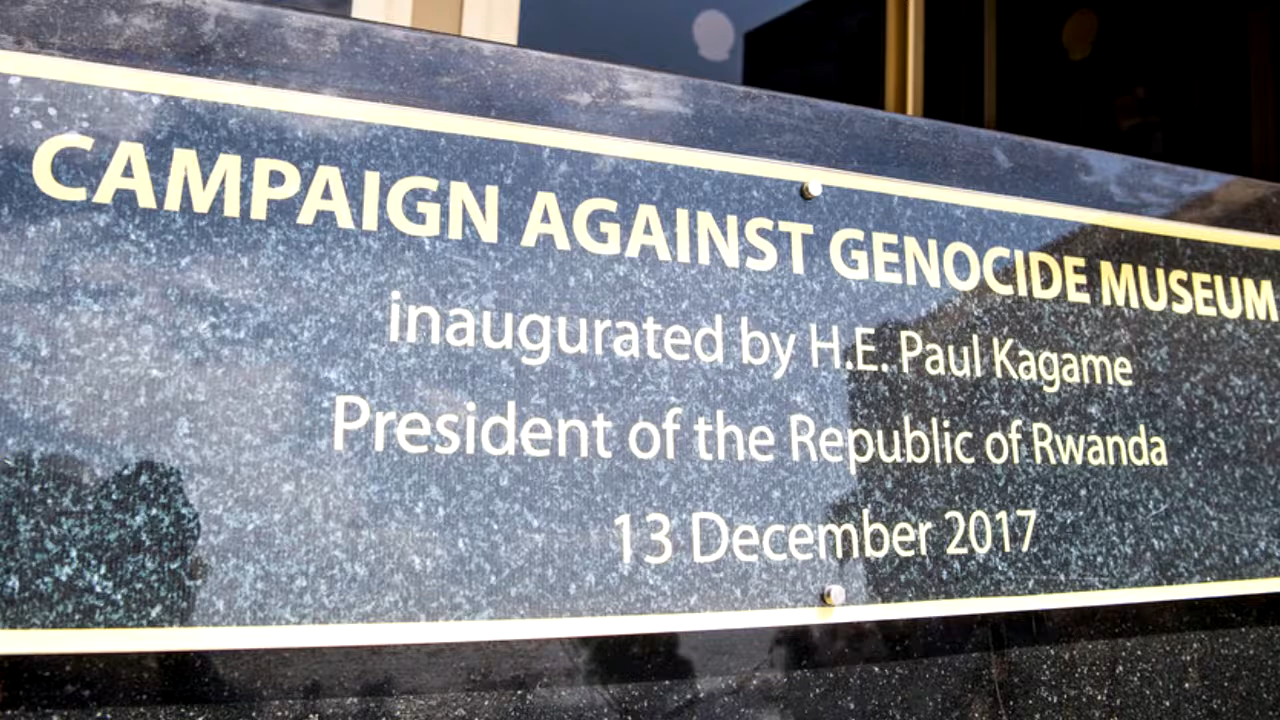 CAMPAIGN AGAINST GENOCIDE MUSEUM
inaugurated by H.E. Paul Kagame
President of the Republic of Rwanda
13 December 2017